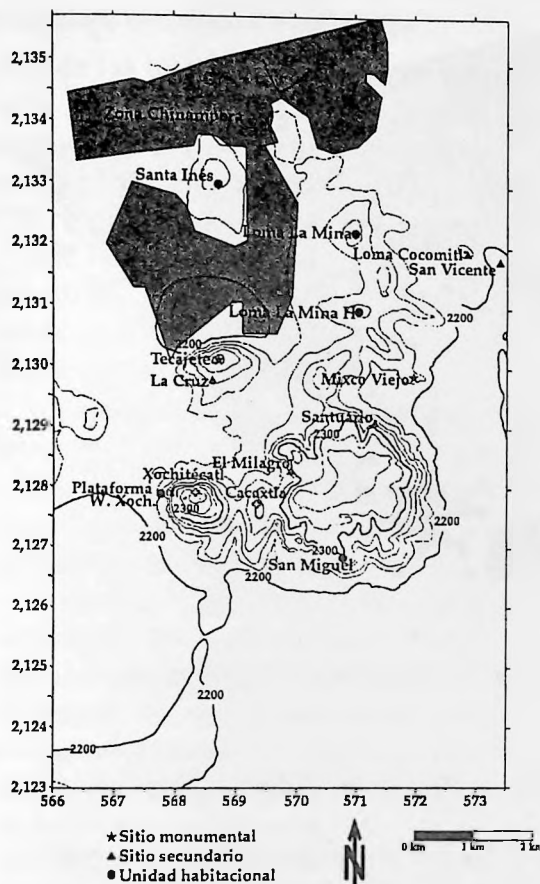 2,135
2,134
Zona Chinampera
2,133
Santa Inés
2,132
Loma La Mina
Loma Cocomitla
San Vicente
2,131
Loma La Mina II
2200
2200
2,130
Tecajete
La Cruz
Mixco Viejo
2,129
Santuario
2300
El Milagro
Xochitécatl
2,128
Plataforma
W. Xoch.
Cacaxtla
2300
2200
2,127
2300
2200
San Miguel
2,126
2,125
2200
2,124
2200
2,123
566 567 568 569 570 571 572 573
★ Sitio monumental
▲ Sitio secundario
● Unidad habitacional
N
0 km 1 km 2 km